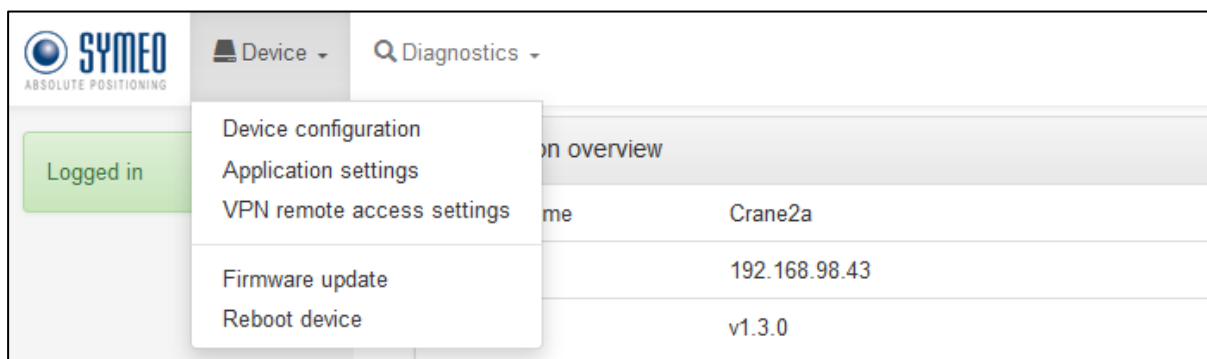 SYMEO
ABSOLUTE POSITIONING
Device
Diagnostics
Logged in
Device configuration
Application settings
VPN remote access settings
Firmware update
Reboot device
on overview
me
Crane2a
192.168.98.43
v1.3.0